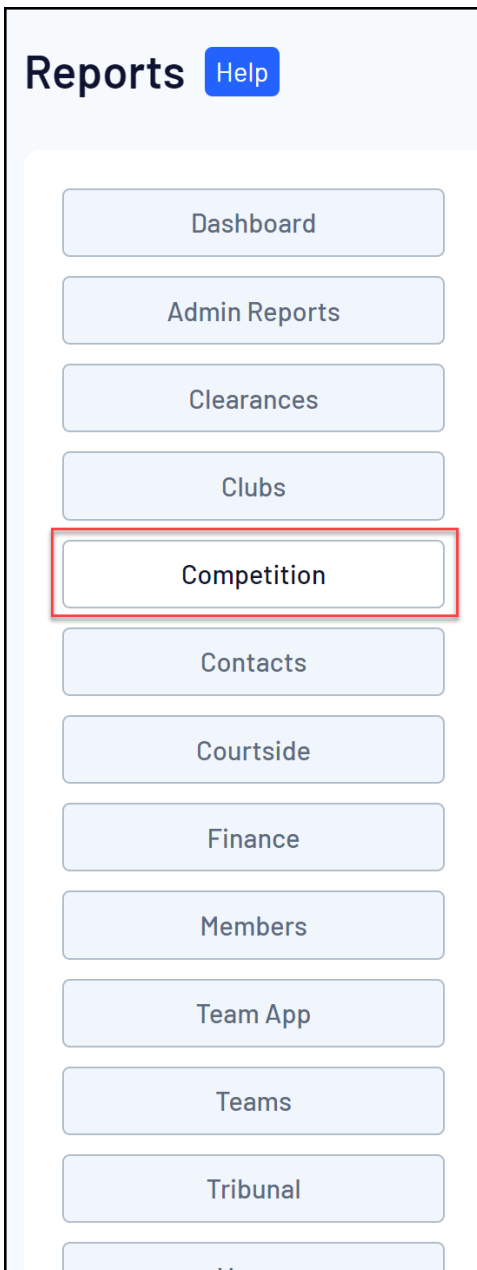 Reports Help
Dashboard
Admin Reports
Clearances
Clubs
Competition
Contacts
Courtside
Finance
Members
Team App
Teams
Tribunal